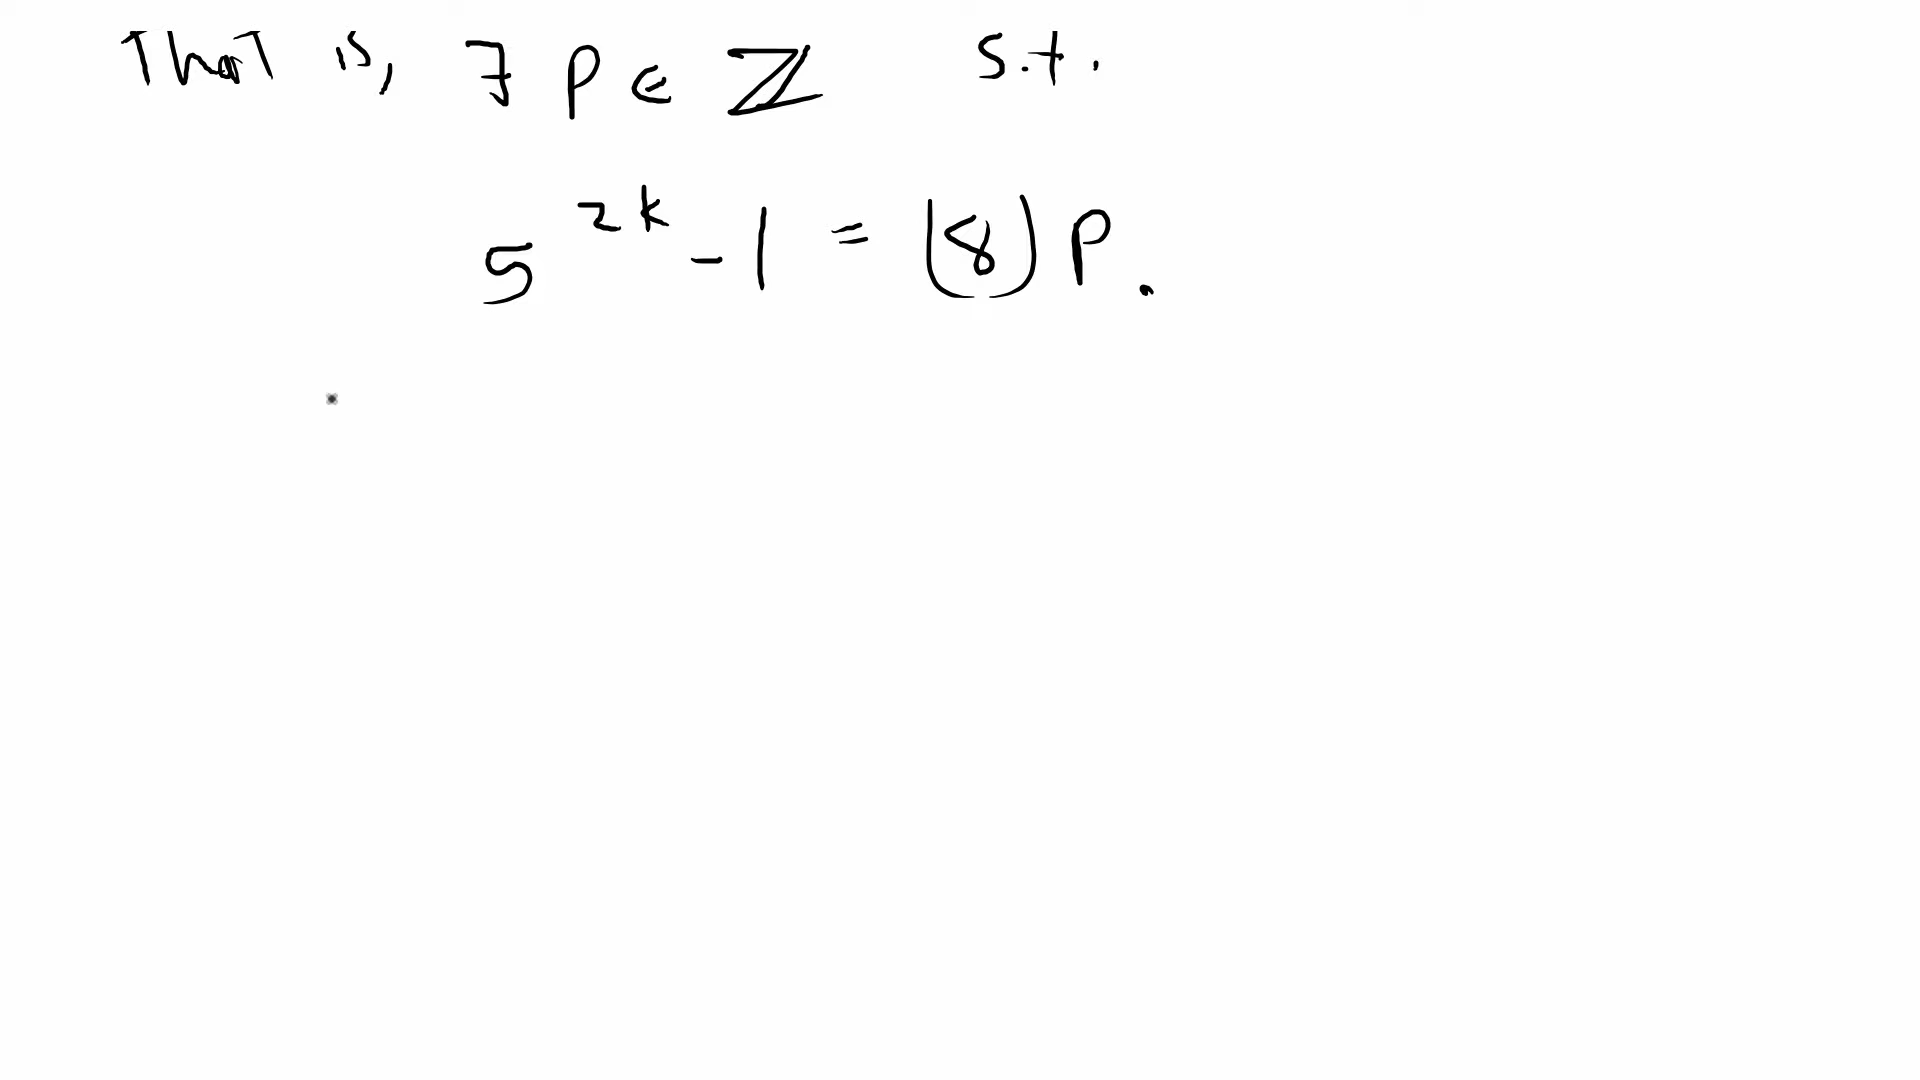 That is, ∃ P ∈ ℤ s.t.
5^{2k} - 1 = (8) P.